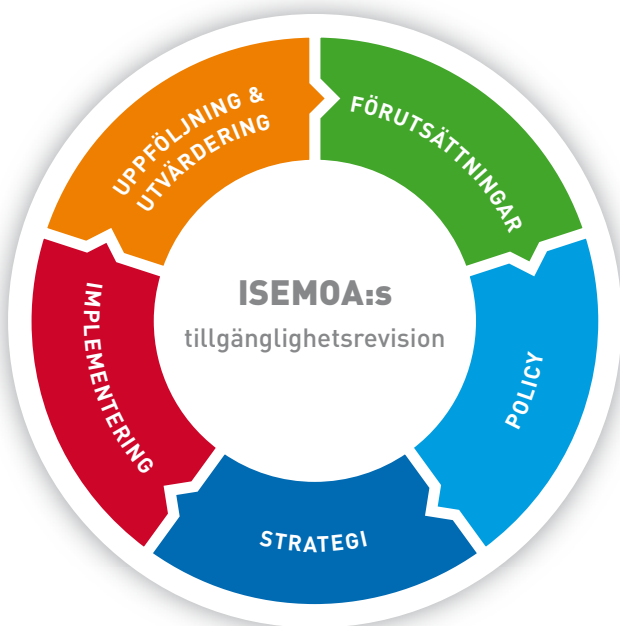 ISEMOA:s
tillgänglighetsrevision
FÖRUTSÄTTNINGAR
POLICY
STRATEGI
IMPLEMENTERING
UPPFÖLJNING &
UTVÄRDERING